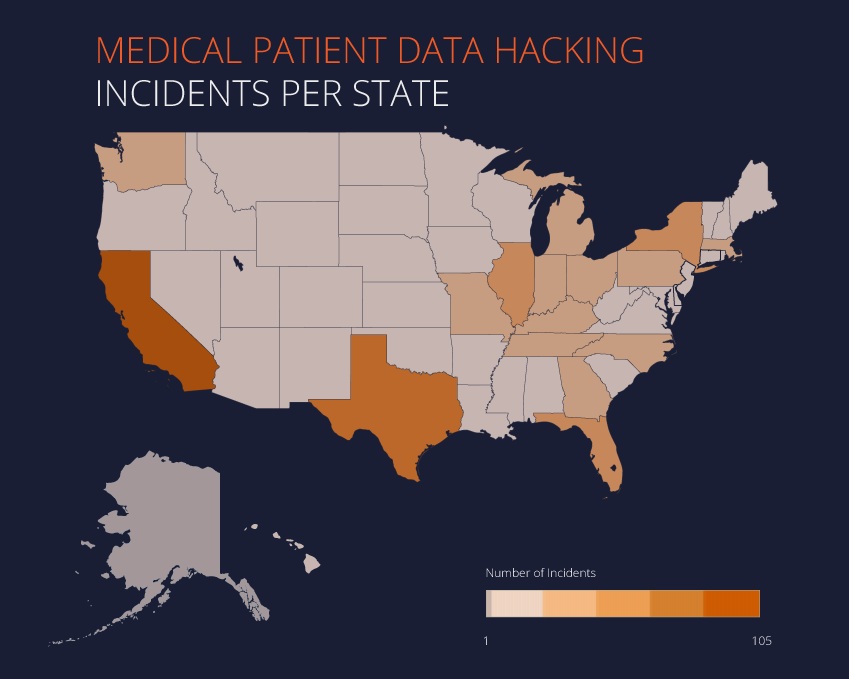 MEDICAL PATIENT DATA HACKING
INCIDENTS PER STATE
Number of Incidents
1 105